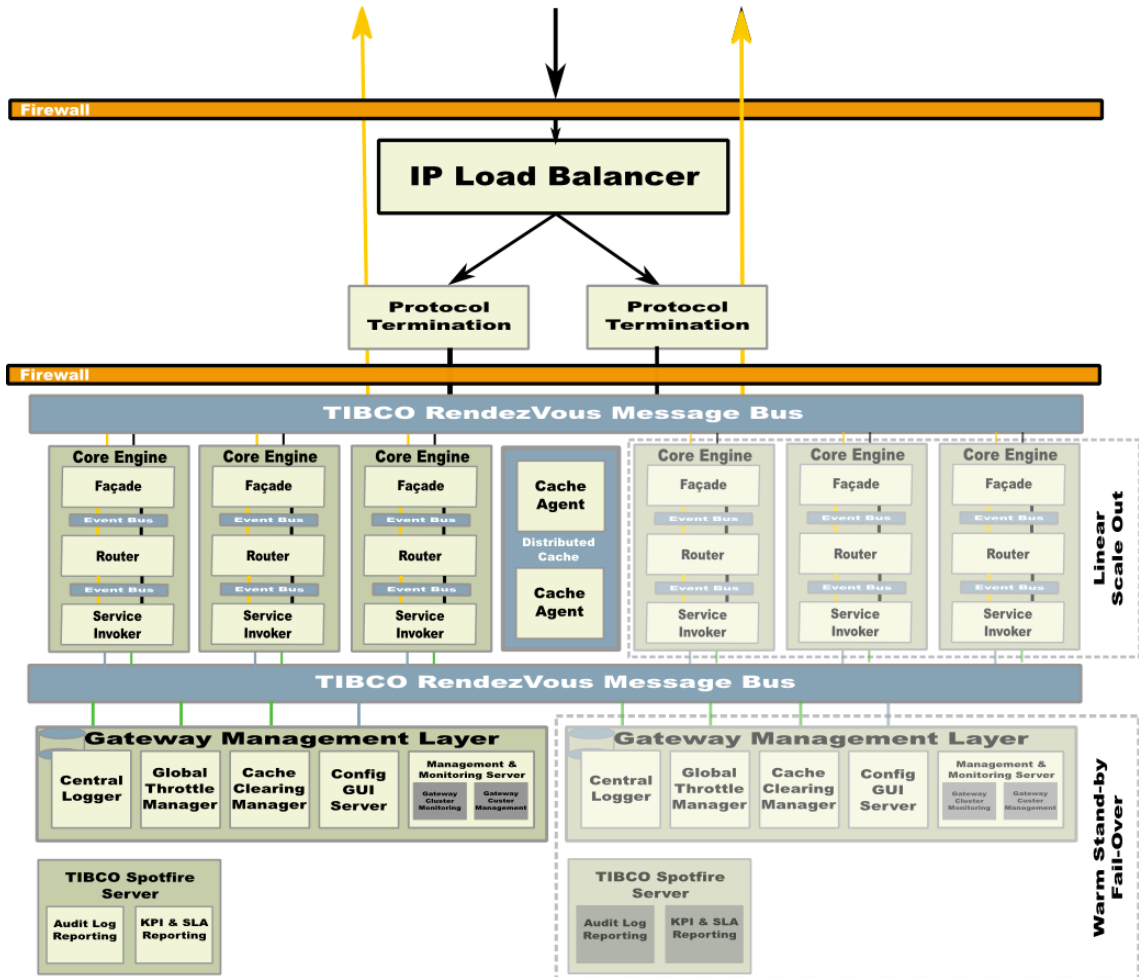 Firewall
IP Load Balancer
Protocol
Termination
Protocol
Termination
Firewall
TIBCO RendezVous Message Bus
Core Engine
Façade
Event Bus
Router
Event Bus
Service
Invoker
Core Engine
Façade
Event Bus
Router
Event Bus
Service
Invoker
Core Engine
Façade
Event Bus
Router
Event Bus
Service
Invoker
Cache
Agent
Distributed
Cache
Cache
Agent
Core Engine
Façade
Event Bus
Router
Event Bus
Service
Invoker
Core Engine
Façade
Event Bus
Router
Event Bus
Service
Invoker
Core Engine
Façade
Event Bus
Router
Event Bus
Service
Invoker
Linear
Scale Out
TIBCO RendezVous Message Bus
Gateway Management Layer
Central
Logger
Global
Throttle
Manager
Cache
Clearing
Manager
Config
GUI
Server
Management &
Monitoring Server
Gateway
Cluster
Monitoring
Gateway
Custer
Management
Gateway Management Layer
Central
Logger
Global
Throttle
Manager
Cache
Clearing
Manager
Config
GUI
Server
Management &
Monitoring Server
Gateway
Cluster
Monitoring
Gateway
Custer
Management
TIBCO Spotfire
Server
Audit Log
Reporting
KPI & SLA
Reporting
TIBCO Spotfire
Server
Audit Log
Reporting
KPI & SLA
Reporting
Warm Stand-by
Fail-Over